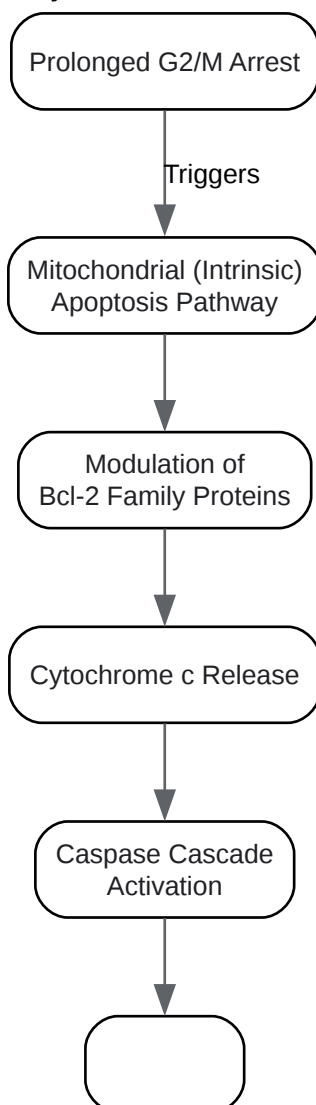 Prolonged G2/M Arrest
Triggers
Mitochondrial (Intrinsic)
Apoptosis Pathway
Modulation of
Bcl-2 Family Proteins
Cytochrome c Release
Caspase Cascade
Activation